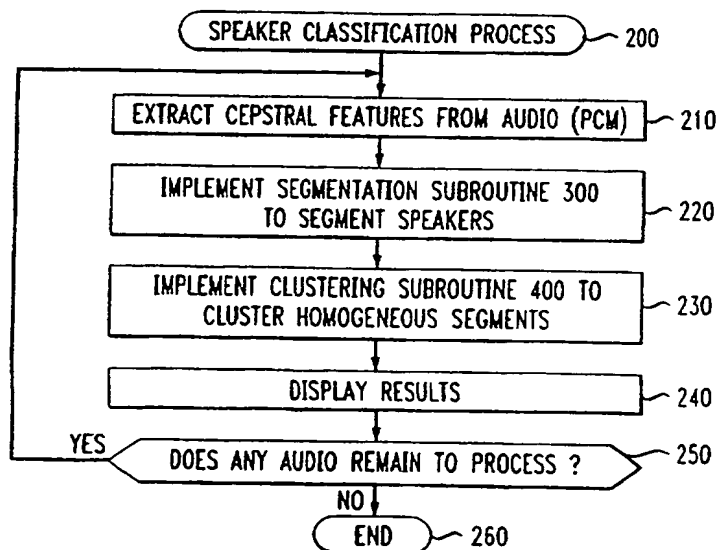 SPEAKER CLASSIFICATION PROCESS
200
EXTRACT CEPSTRAL FEATURES FROM AUDIO (PCM)
210
IMPLEMENT SEGMENTATION SUBROUTINE 300
TO SEGMENT SPEAKERS
220
IMPLEMENT CLUSTERING SUBROUTINE 400 TO
CLUSTER HOMOGENEOUS SEGMENTS
230
DISPLAY RESULTS
240
YES
DOES ANY AUDIO REMAIN TO PROCESS ?
250
NO
END
260